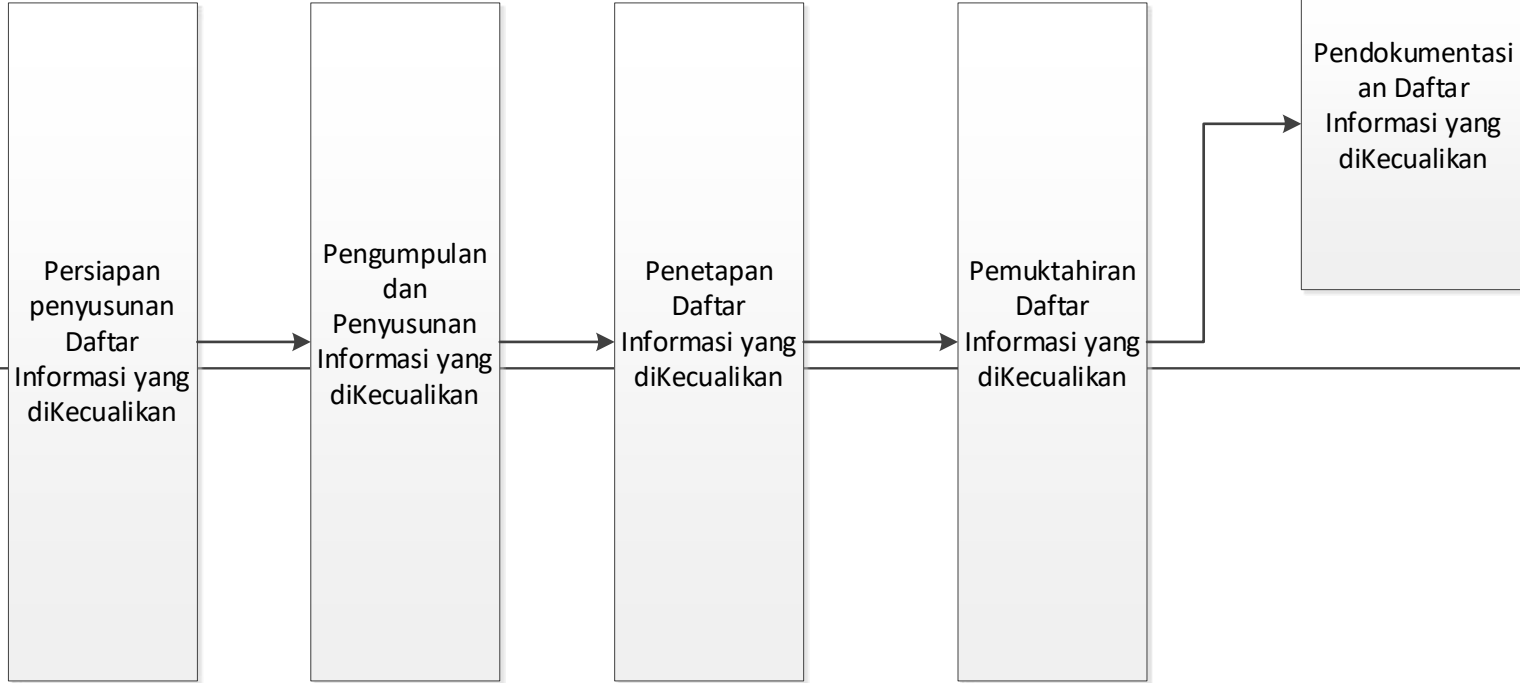 Persiapan
penyusunan
Daftar
Informasi yang
diKecualikan
Pengumpulan
dan
Penyusunan
Informasi yang
diKecualikan
Penetapan
Daftar
Informasi yang
diKecualikan
Pemuktahiran
Daftar
Informasi yang
diKecualikan
Pendokumentasi
an Daftar
Informasi yang
diKecualikan